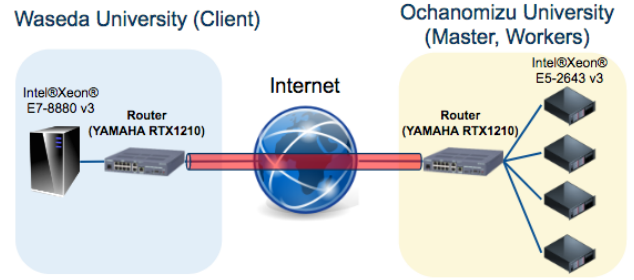 Waseda University (Client)
Ochanomizu University
(Master, Workers)
Intel®Xeon®
E7-8880 v3
Router
(YAMAHA RTX1210)
Internet
Router
(YAMAHA RTX1210)
Intel®Xeon®
E5-2643 v3